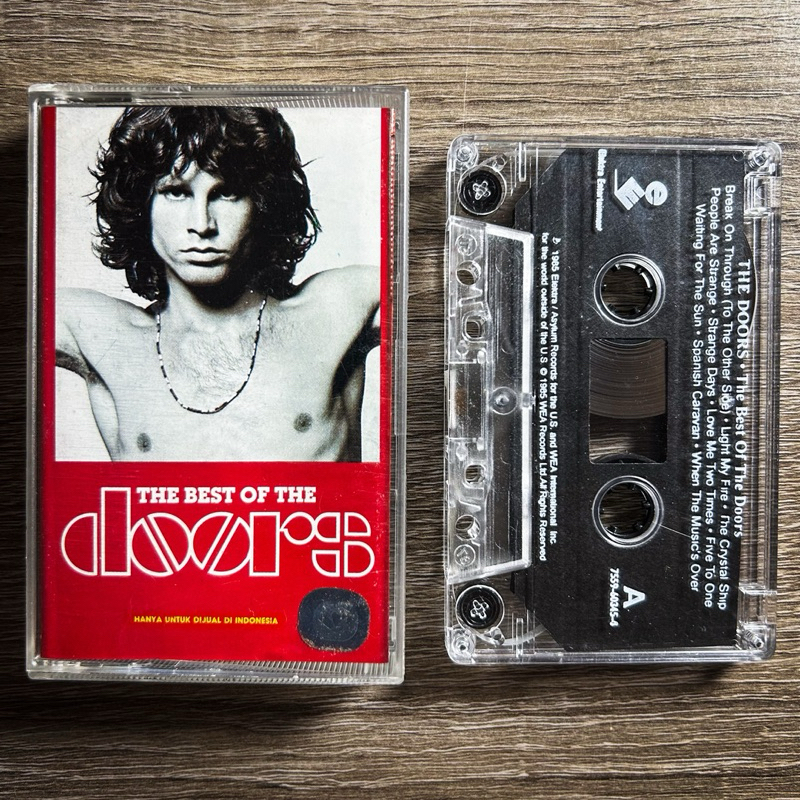 THE BEST OF THE
doors
HANYA UNTUK DIJUAL DI INDONESIA
THE DOORS • The Best Of The Doors
Break On Through (To The Other Side) • Light My Fire • The Crystal Ship
People Are Strange • Strange Days • Love Me Two Times • Five To One
Waiting For The Sun • Spanish Caravan • When The Music's Over
e
Elektra Entertainment
A
7559-60345-4
℗ 1985 Elektra / Asylum Records for the U.S. and WEA International Inc.
for the world outside of the U.S. © 1985 WEA Records Ltd.All Rights Reserved